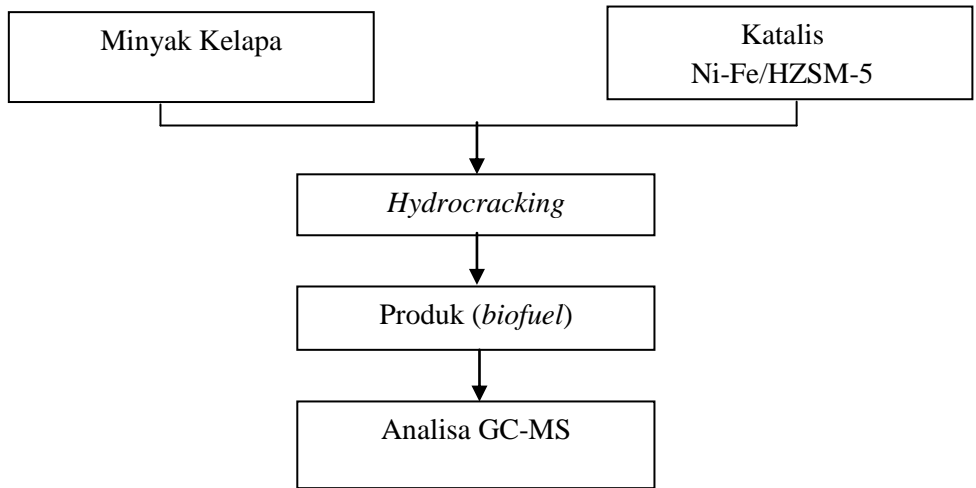 Minyak Kelapa
Katalis
Ni-Fe/HZSM-5
Hydrocracking
Produk (biofuel)
Analisa GC-MS